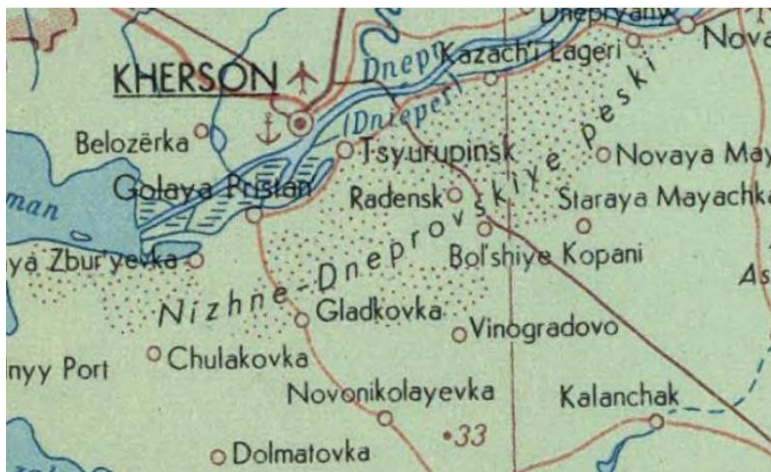 Dnepryany
Nova
Kazach'i Lageri
Dnepr
KHERSON
(Dnieper)
Belozërka
Tsyurupinsk
Novaya May
Golaya Pristan'
Radensk
Staraya Mayachka
man
Bol'shiye Kopani
ya Zbur'yevka
Nizhne-Dneprovskiye peski
As
Gladkovka
Vinogradovo
Chulakovka
nyy Port
Novonikolayevka
Kalanchak
33
Dolmatovka